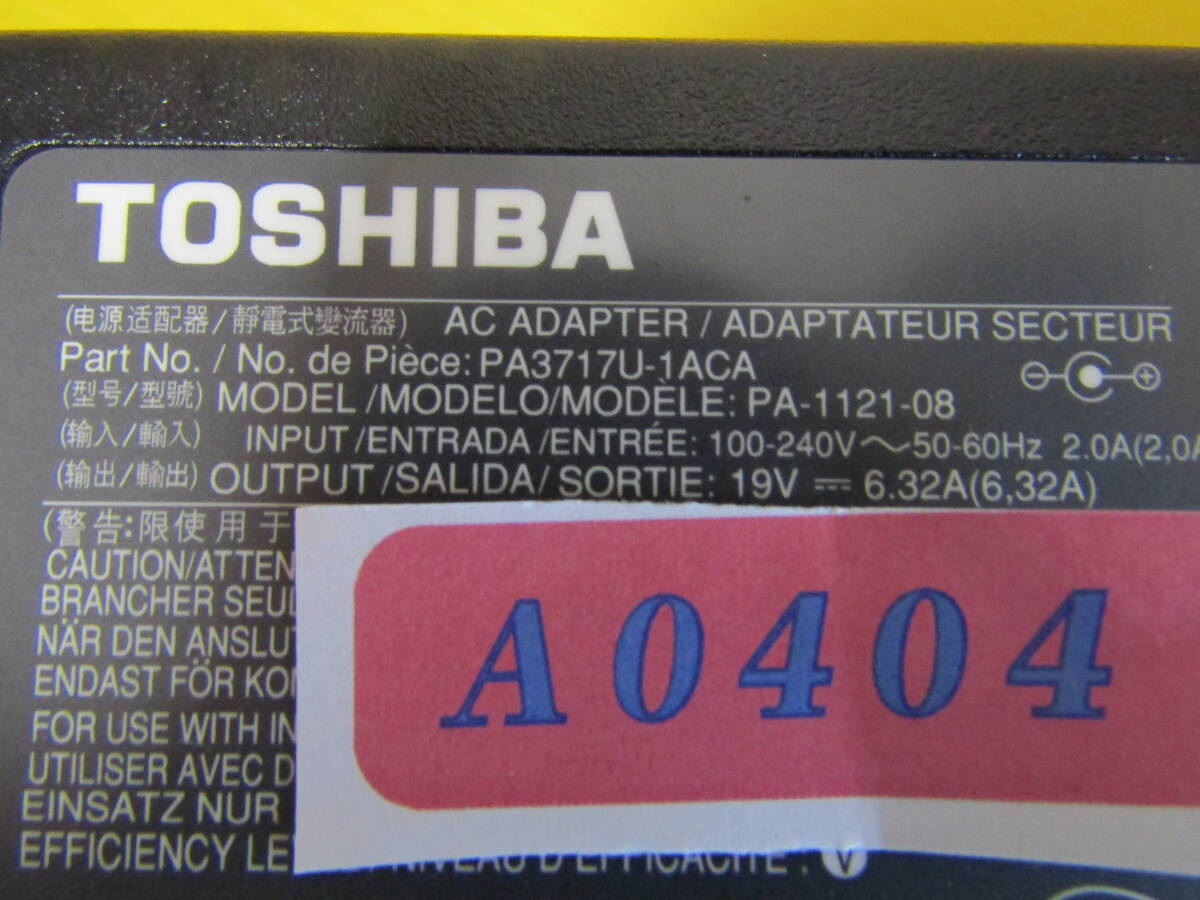 TOSHIBA
(电源适配器/靜電式變流器) AC ADAPTER / ADAPTATEUR SECTEUR
Part No. / No. de Pièce: PA3717U-1ACA
(型号/型號) MODEL /MODELO/MODÈLE: PA-1121-08
(输入/輸入) INPUT/ENTRADA /ENTRÉE: 100-240V～50-60Hz 2.0A(2,0A
(输出/輸出) OUTPUT /SALIDA/ SORTIE: 19V ⎓ 6.32A(6,32A)
(警告:限使用于
CAUTION/ATTEN
BRANCHER SEUL
NÄR DEN ANSLUT
ENDAST FÖR KO
FOR USE WITH IN
UTILISER AVEC D
EINSATZ NUR
EFFICIENCY LE NIVEAU D'EFFICACITÉ : V
A0404